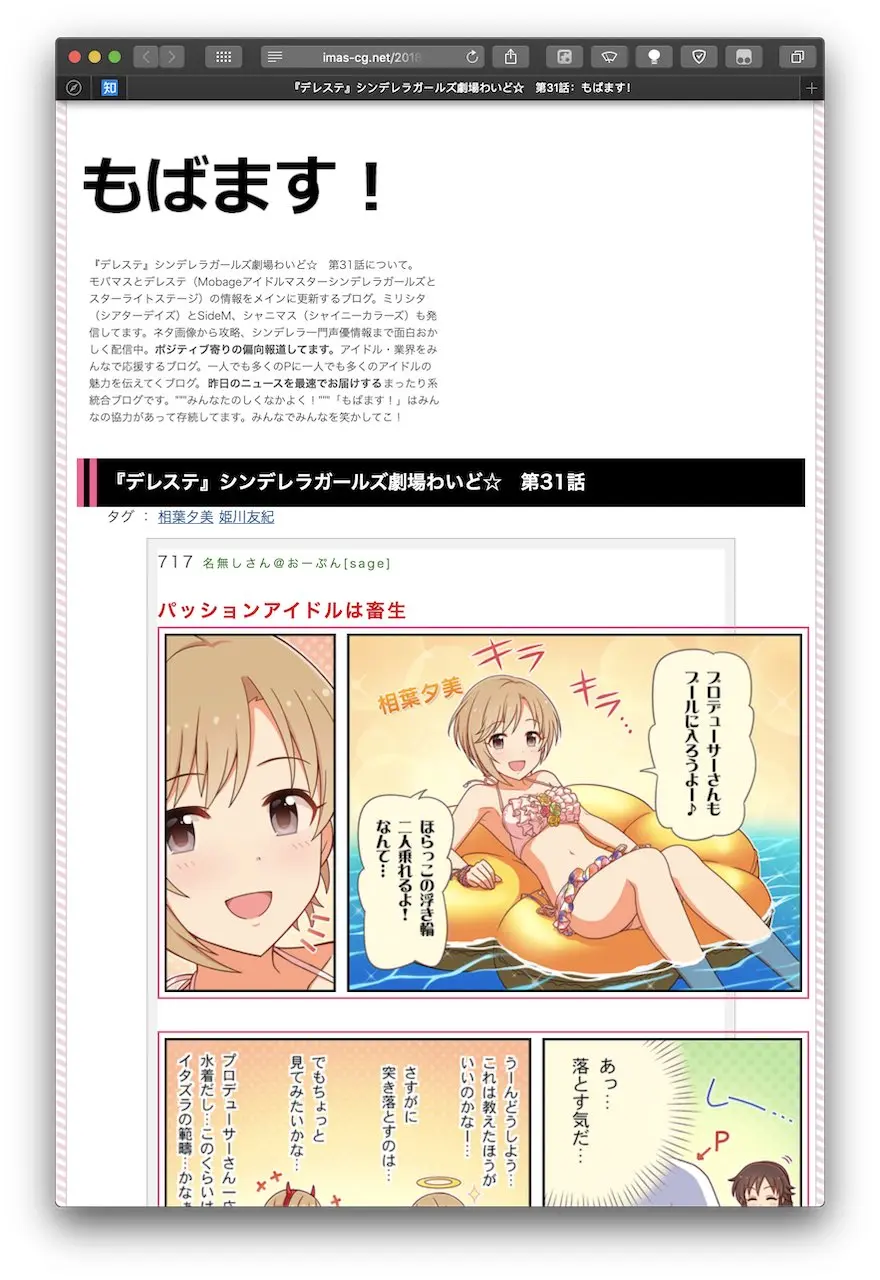 imas-cg.net/2018
知
『デレステ』シンデレラガールズ劇場わいど☆　第31話：もばます！
もばます！
『デレステ』シンデレラガールズ劇場わいど☆　第31話について。
モバマスとデレステ（Mobageアイドルマスターシンデレラガールズと
スターライトステージ）の情報をメインに更新するブログ。ミリシタ
（シアターデイズ）とSideM、シャニマス（シャイニーカラーズ）も発
信してます。ネタ画像から攻略、シンデレラ一門声優情報まで面白おか
しく配信中。ポジティブ寄りの偏向報道してます。アイドル・業界をみ
んなで応援するブログ。一人でも多くのPに一人でも多くのアイドルの
魅力を伝えてくブログ。昨日のニュースを最速でお届けするまったり系
統合ブログです。"""みんなたのしくなかよく！"""「もばます！」はみん
なの協力があって存続してます。みんなでみんなを笑かしてこ！
『デレステ』シンデレラガールズ劇場わいど☆　第31話
タグ ： 相葉夕美 姫川友紀
717 名無しさん＠おーぷん[sage]
パッションアイドルは畜生
キラ
キラ…
相葉夕美
プロデューサーさんも
プールに入ろうよー♪
ほらっこの浮き輪
二人乗れるよ！
なんて…
あっ…
落とす気だ…
P
うーんどうしよう…
これは教えたほうが
いいのかなー…
さすがに
突き落とすのは…
でもちょっと
見てみたいかな…
プロデューサーさん
水着だし…このくらいは
イタズラの範疇…かなぁ